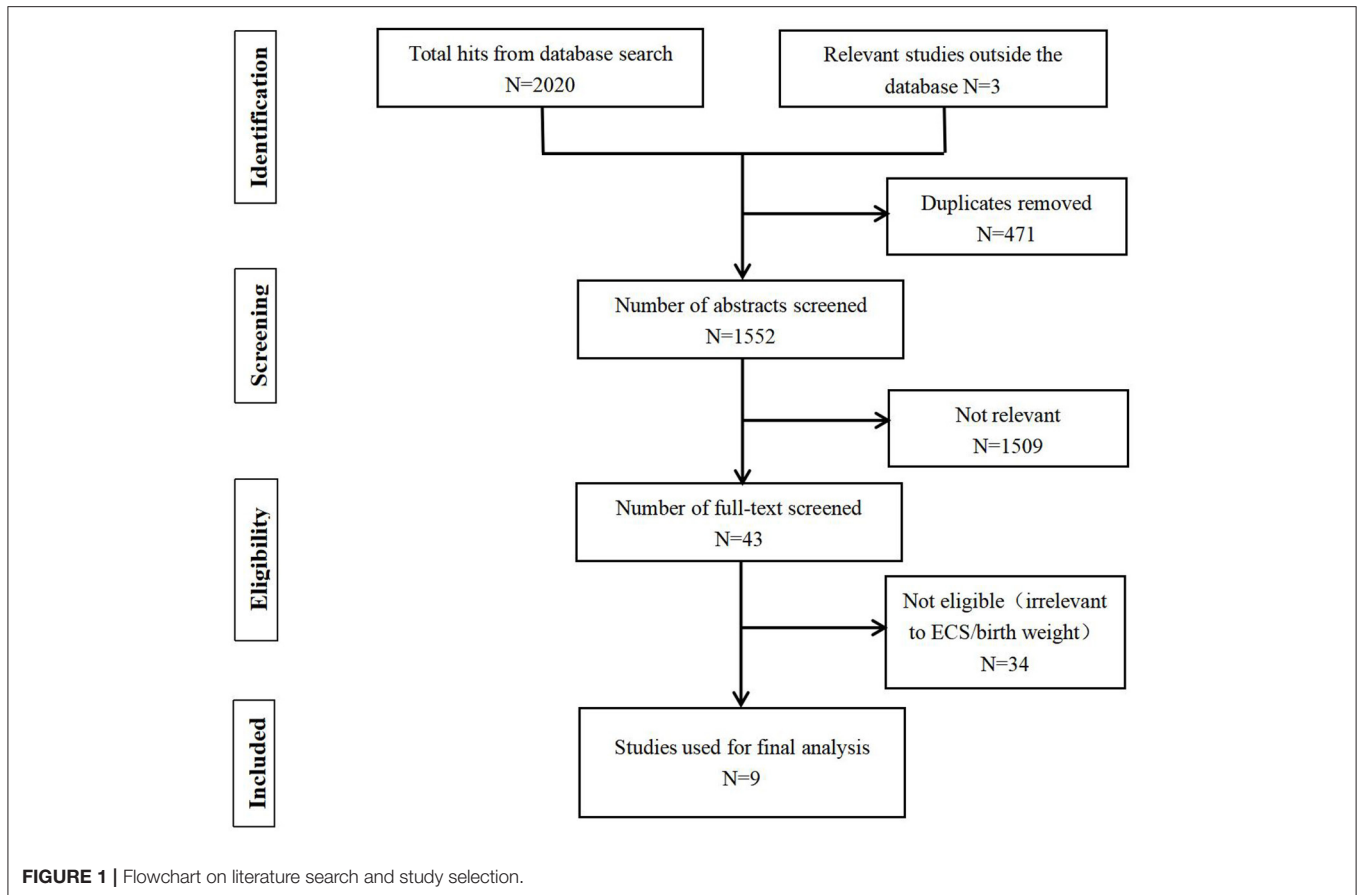 Identification
Total hits from database search
N=2020
Relevant studies outside the
database N=3
Duplicates removed
N=471
Screening
Number of abstracts screened
N=1552
Not relevant
N=1509
Eligibility
Number of full-text screened
N=43
Not eligible（irrelevant
to ECS/birth weight）
N=34
Included
Studies used for final analysis
N=9
FIGURE 1 | Flowchart on literature search and study selection.